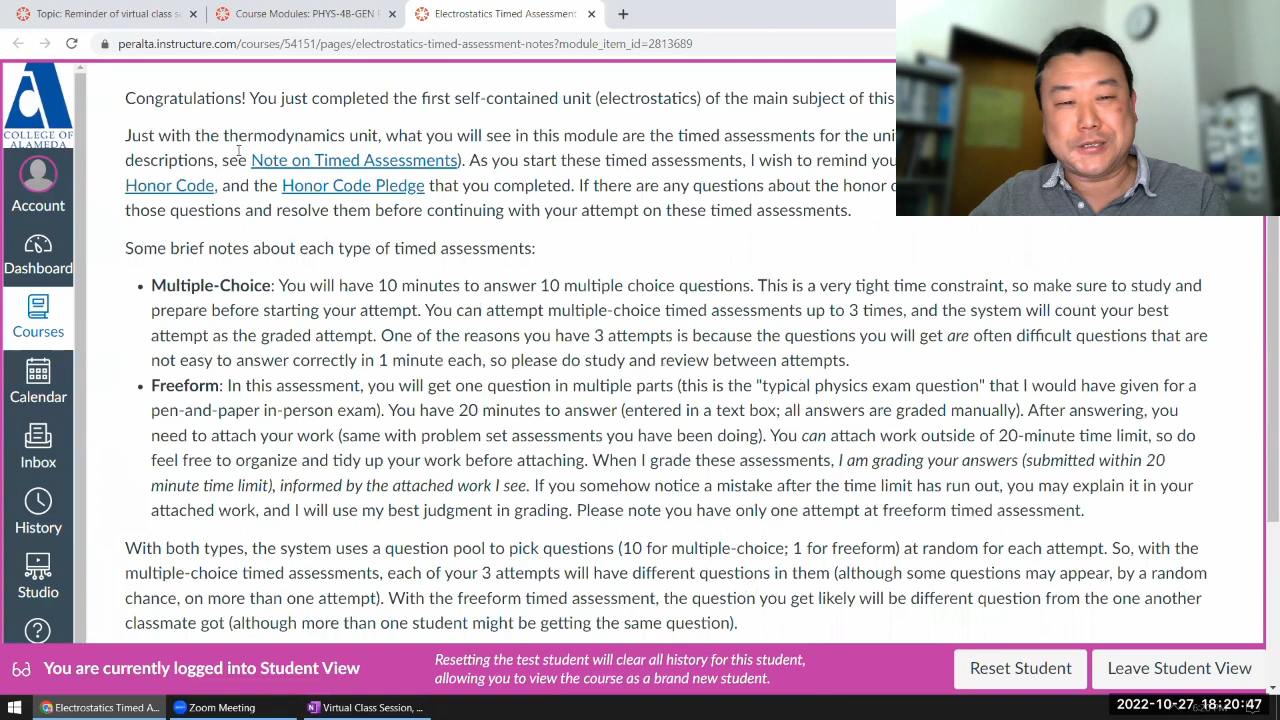 Topic: Reminder of virtual class s
Course Modules: PHYS-4B-GEN P
Electrostatics Timed Assessment
peralta.instructure.com/courses/54151/pages/electrostatics-timed-assessment-notes?module_item_id=2813689
COLLEGE OF
ALAMEDA
Account
Dashboard
Courses
Calendar
Inbox
History
Studio
Congratulations! You just completed the first self-contained unit (electrostatics) of the main subject of this
Just with the thermodynamics unit, what you will see in this module are the timed assessments for the uni
descriptions, see Note on Timed Assessments). As you start these timed assessments, I wish to remind you
Honor Code, and the Honor Code Pledge that you completed. If there are any questions about the honor c
those questions and resolve them before continuing with your attempt on these timed assessments.
Some brief notes about each type of timed assessments:
• Multiple-Choice: You will have 10 minutes to answer 10 multiple choice questions. This is a very tight time constraint, so make sure to study and
prepare before starting your attempt. You can attempt multiple-choice timed assessments up to 3 times, and the system will count your best
attempt as the graded attempt. One of the reasons you have 3 attempts is because the questions you will get are often difficult questions that are
not easy to answer correctly in 1 minute each, so please do study and review between attempts.
• Freeform: In this assessment, you will get one question in multiple parts (this is the "typical physics exam question" that I would have given for a
pen-and-paper in-person exam). You have 20 minutes to answer (entered in a text box; all answers are graded manually). After answering, you
need to attach your work (same with problem set assessments you have been doing). You can attach work outside of 20-minute time limit, so do
feel free to organize and tidy up your work before attaching. When I grade these assessments, I am grading your answers (submitted within 20
minute time limit), informed by the attached work I see. If you somehow notice a mistake after the time limit has run out, you may explain it in your
attached work, and I will use my best judgment in grading. Please note you have only one attempt at freeform timed assessment.
With both types, the system uses a question pool to pick questions (10 for multiple-choice; 1 for freeform) at random for each attempt. So, with the
multiple-choice timed assessments, each of your 3 attempts will have different questions in them (although some questions may appear, by a random
chance, on more than one attempt). With the freeform timed assessment, the question you get likely will be different question from the one another
classmate got (although more than one student might be getting the same question).
You are currently logged into Student View
Resetting the test student will clear all history for this student,
allowing you to view the course as a brand new student.
Reset Student
Leave Student View
Electrostatics Timed A...
Zoom Meeting
Virtual Class Session, ...
2022-10-27 18:20:47